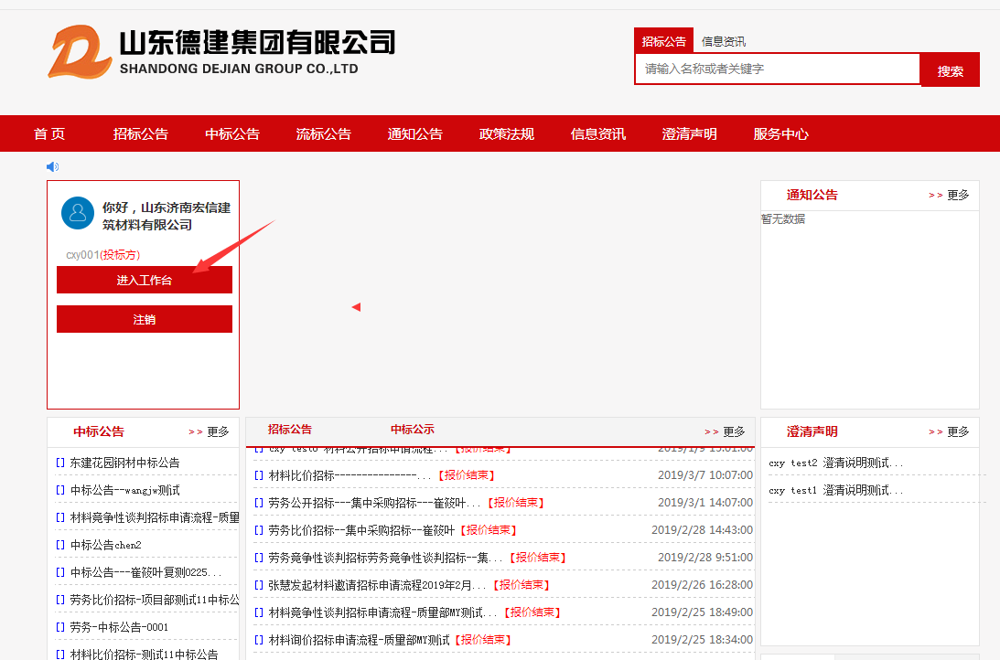 山东德建集团有限公司
SHANDONG DEJIAN GROUP CO.,LTD
招标公告 信息资讯
请输入名称或者关键字 搜索
首 页 招标公告 中标公告 流标公告 通知公告 政策法规 信息资讯 澄清声明 服务中心
你好，山东济南宏信建
筑材料有限公司
cxy001(投标方)
进入工作台
注销
通知公告 >> 更多
暂无数据
中标公告 >> 更多
[] 东建花园钢材中标公告
[] 中标公告--wangjw测试
[] 材料竞争性谈判招标申请流程-质量
[] 中标公告chen2
[] 中标公告---崔筱叶复测0225...
[] 劳务比价招标-项目部测试11中标公
[] 劳务-中标公告-0001
[] 材料比价招标-测试11中标公告
招标公告 中标公示 >> 更多
[] cxy test6 材料公开招标申请流程...【报价结束】 2019/1/9 15:01:00
[] 材料比价招标---------------...【报价结束】 2019/3/7 10:07:00
[] 劳务公开招标---集中采购招标---崔筱叶...【报价结束】 2019/3/1 14:07:00
[] 劳务比价招标--集中采购招标--崔筱叶【报价结束】 2019/2/28 14:43:00
[] 劳务竞争性谈判招标劳务竞争性谈判招标--集...【报价结束】 2019/2/28 9:51:00
[] 张慧发起材料邀请招标申请流程2019年2月...【报价结束】 2019/2/26 16:28:00
[] 材料竞争性谈判招标申请流程-质量部MY测试...【报价结束】 2019/2/25 18:49:00
[] 材料询价招标申请流程-质量部MY测试【报价结束】 2019/2/25 18:34:00
澄清声明 >> 更多
cxy test2 澄清说明测试...
cxy test1 澄清说明测试...